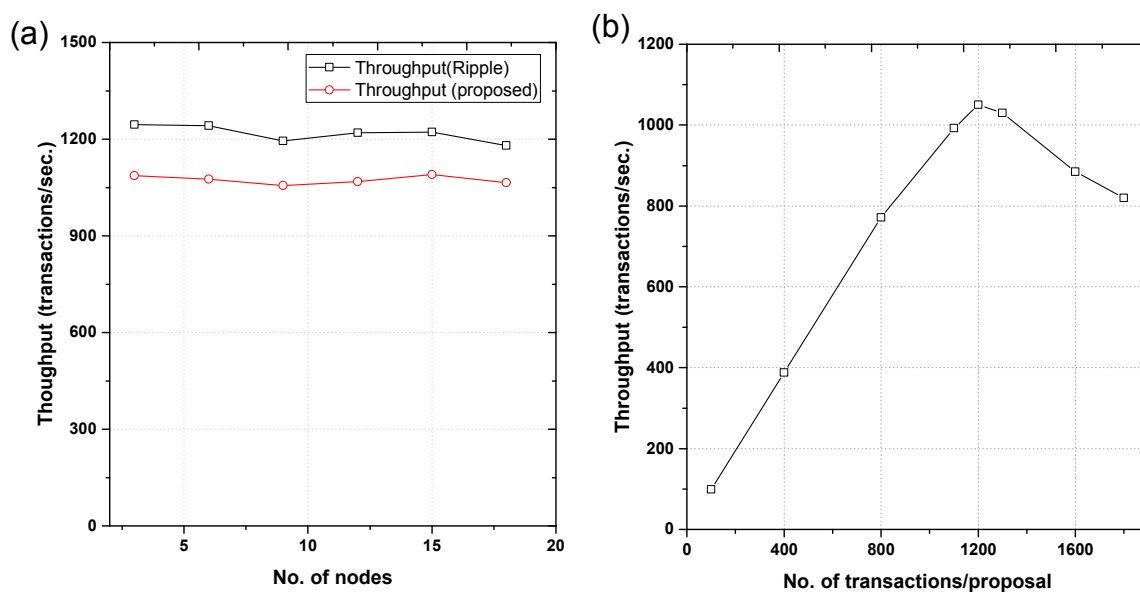 (a)
Thoughput (transactions/sec.)
1500
1200
900
600
300
0
Throughput(Ripple)
Throughput (proposed)
5
10
15
20
No. of nodes
(b)
Throughput (transactions/sec.)
1200
1000
800
600
400
200
0
0
400
800
1200
1600
No. of transactions/proposal